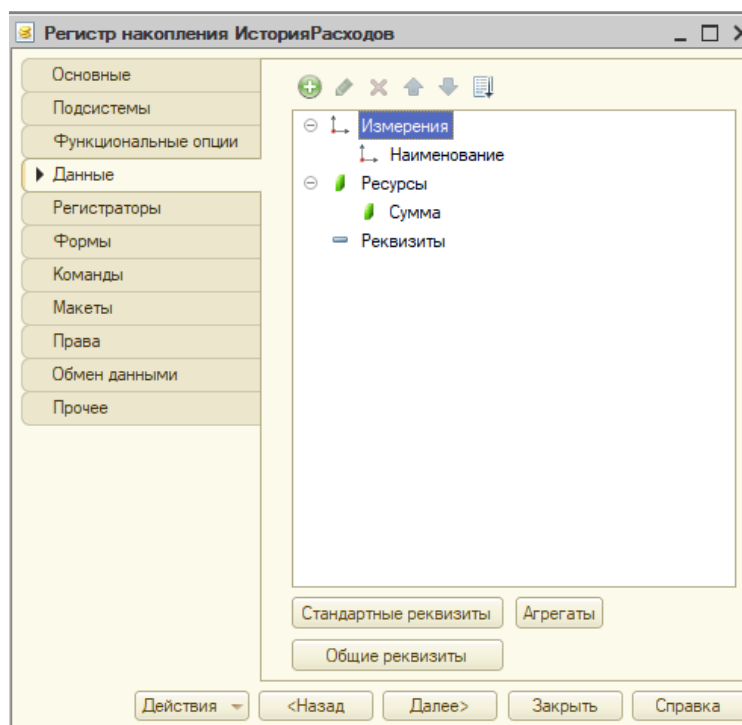 Регистр накопления ИсторияРасходов
Основные
Подсистемы
Функциональные опции
Данные
Регистраторы
Формы
Команды
Макеты
Права
Обмен данными
Прочее
Измерения
Наименование
Ресурсы
Сумма
Реквизиты
Стандартные реквизиты Агрегаты
Общие реквизиты
Действия <Назад Далее> Закрыть Справка